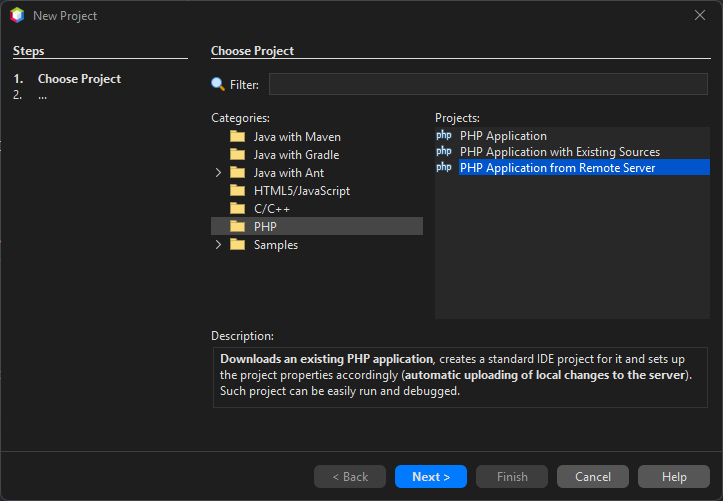 New Project
Steps
1. Choose Project
2. ...
Choose Project
Filter:
Categories:
Java with Maven
Java with Gradle
Java with Ant
HTML5/JavaScript
C/C++
PHP
Samples
Projects:
php PHP Application
php PHP Application with Existing Sources
php PHP Application from Remote Server
Description:
Downloads an existing PHP application, creates a standard IDE project for it and sets up
the project properties accordingly (automatic uploading of local changes to the server).
Such project can be easily run and debugged.
< Back
Next >
Finish
Cancel
Help